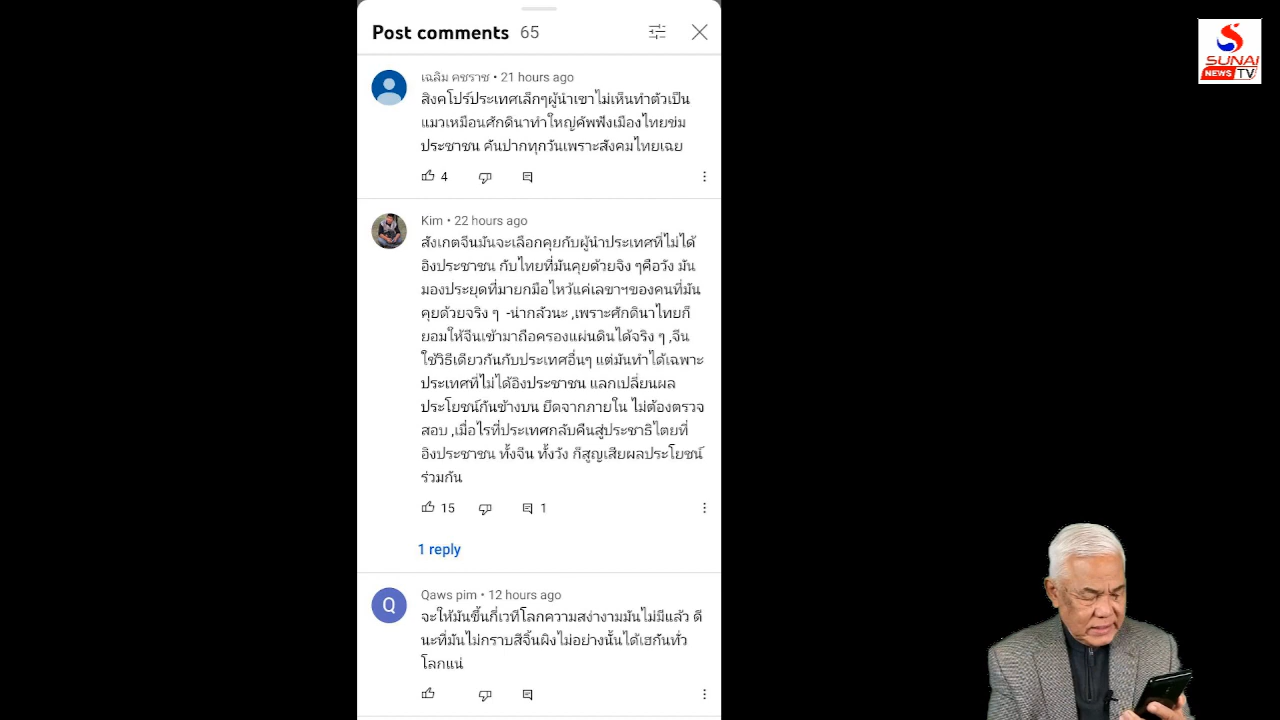 Post comments 65
SUNAI
NEWS TV
เฉลิม คชราช • 21 hours ago
สิงคโปร์ประเทศเล็กๆผู้นำเขาไม่เห็นทำตัวเป็น
แมวเหมือนศักดินาทำใหญ่คัพฟังเมืองไทยข่ม
ประชาชน คันปากทุกวันเพราะสังคมไทยเฉย
4
Kim • 22 hours ago
สังเกตจีนมันจะเลือกคุยกับผู้นำประเทศที่ไม่ได้
อิงประชาชน กับไทยที่มันคุยด้วยจิง ๆคือวัง มัน
มองประยุดที่มายกมือไหว้แค่เลขาฯของคนที่มัน
คุยด้วยจริง ๆ -น่ากลัวนะ ,เพราะศักดินาไทยก็
ยอมให้จีนเข้ามาถือครองแผ่นดินได้จริง ๆ ,จีน
ใช้วิธีเดียวกันกับประเทศอื่นๆ แต่มันทำได้เฉพาะ
ประเทศที่ไม่ได้อิงประชาชน แลกเปลี่ยนผล
ประโยชน์กันข้างบน ยึดจากภายใน ไม่ต้องตรวจ
สอบ ,เมื่อไรที่ประเทศกลับคืนสู่ประชาธิไตยที่
อิงประชาชน ทั้งจีน ทั้งวัง ก็สูญเสียผลประโยชน์
ร่วมกัน
15 1
1 reply
Q
Qaws pim • 12 hours ago
จะให้มันขึ้นกี่เวทีโลกความสง่างามมันไม่มีแล้ว ดี
นะที่มันไม่กราบสีจิ้นผิงไม่อย่างนั้นได้เฮกันทั่ว
โลกแน่